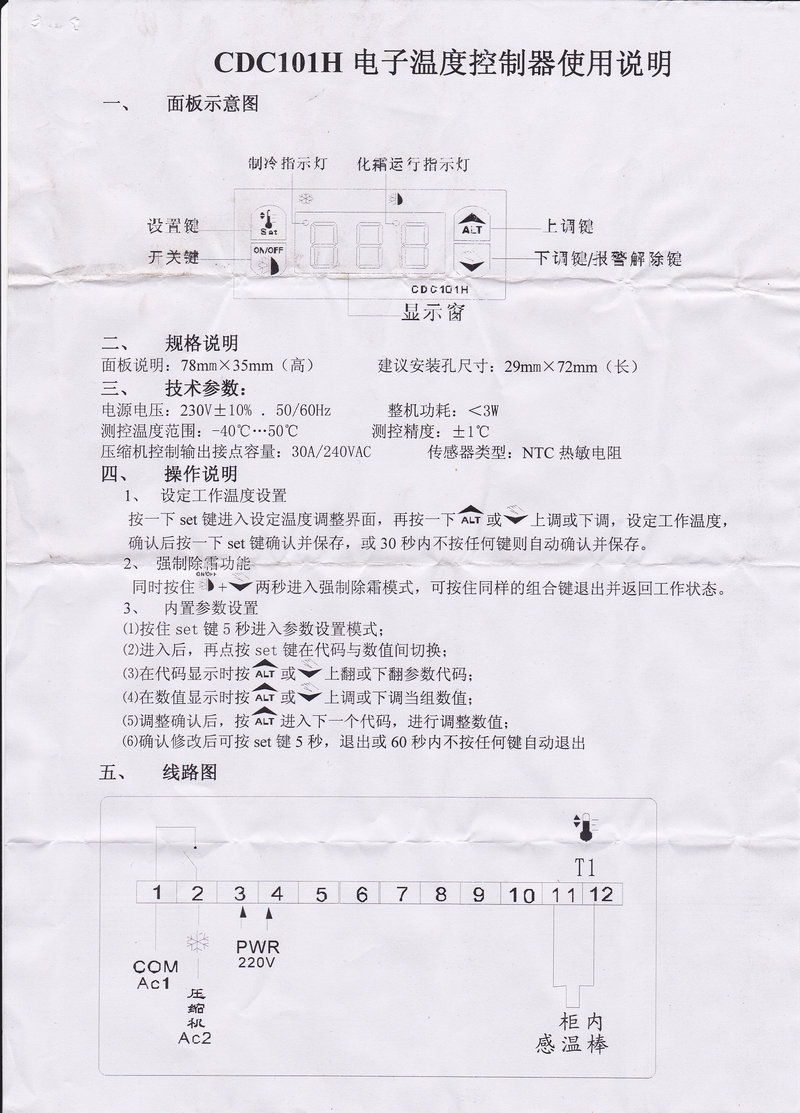 CDC101H 电子温度控制器使用说明
一、 面板示意图
制冷指示灯 化霜运行指示灯
设置键 Set ALT 上调键
开关键 ON/OFF 下调键/报警解除键
CDC101H
显示窗
二、 规格说明
面板说明：78mm×35mm（高） 建议安装孔尺寸：29mm×72mm（长）
三、 技术参数：
电源电压：230V±10% . 50/60Hz 整机功耗：＜3W
测控温度范围：-40℃…50℃ 测控精度：±1℃
压缩机控制输出接点容量：30A/240VAC 传感器类型：NTC 热敏电阻
四、 操作说明
1、 设定工作温度设置
按一下 set 键进入设定温度调整界面，再按一下 ALT 或 上调或下调，设定工作温度，
确认后按一下 set 键确认并保存，或 30 秒内不按任何键则自动确认并保存。
2、 强制除霜功能
同时按住 ON/OFF + 两秒进入强制除霜模式，可按住同样的组合键退出并返回工作状态。
3、 内置参数设置
⑴按住 set 键 5 秒进入参数设置模式；
⑵进入后，再点按 set 键在代码与数值间切换；
⑶在代码显示时按 ALT 或 上翻或下翻参数代码；
⑷在数值显示时按 ALT 或 上调或下调当组数值；
⑸调整确认后，按 ALT 进入下一个代码，进行调整数值；
⑹确认修改后可按 set 键 5 秒，退出或 60 秒内不按任何键自动退出
五、 线路图
T1
1 2 3 4 5 6 7 8 9 10 11 12
PWR
220V
COM
Ac1
压
缩
机
Ac2
柜内
感温棒